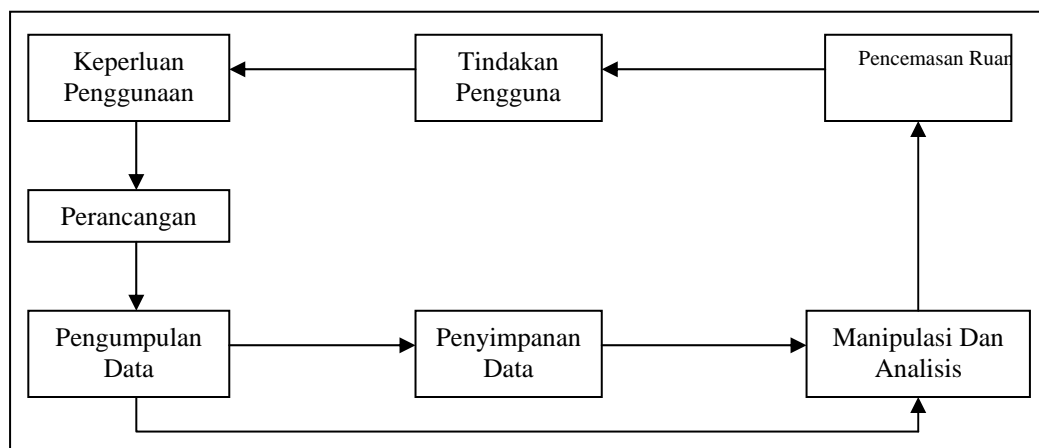 Keperluan
Penggunaan
Tindakan
Pengguna
Pencemasan Ruan
Perancangan
Pengumpulan
Data
Penyimpanan
Data
Manipulasi Dan
Analisis